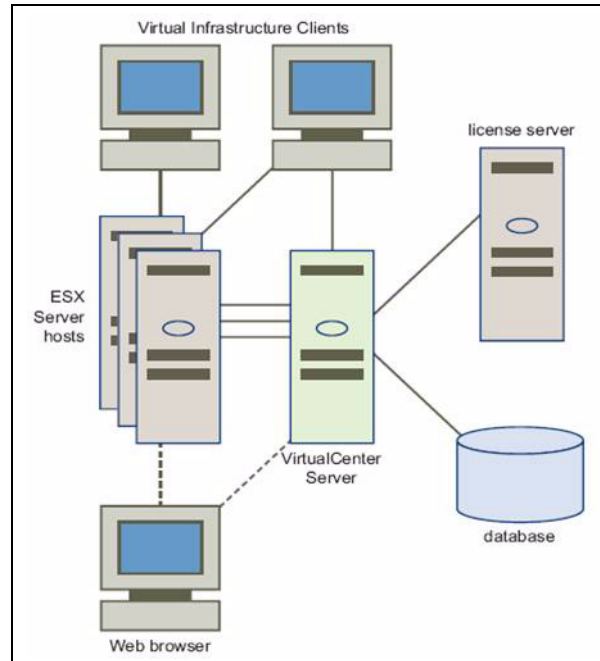 Virtual Infrastructure Clients
license server
ESX
Server
hosts
VirtualCenter
Server
database
Web browser